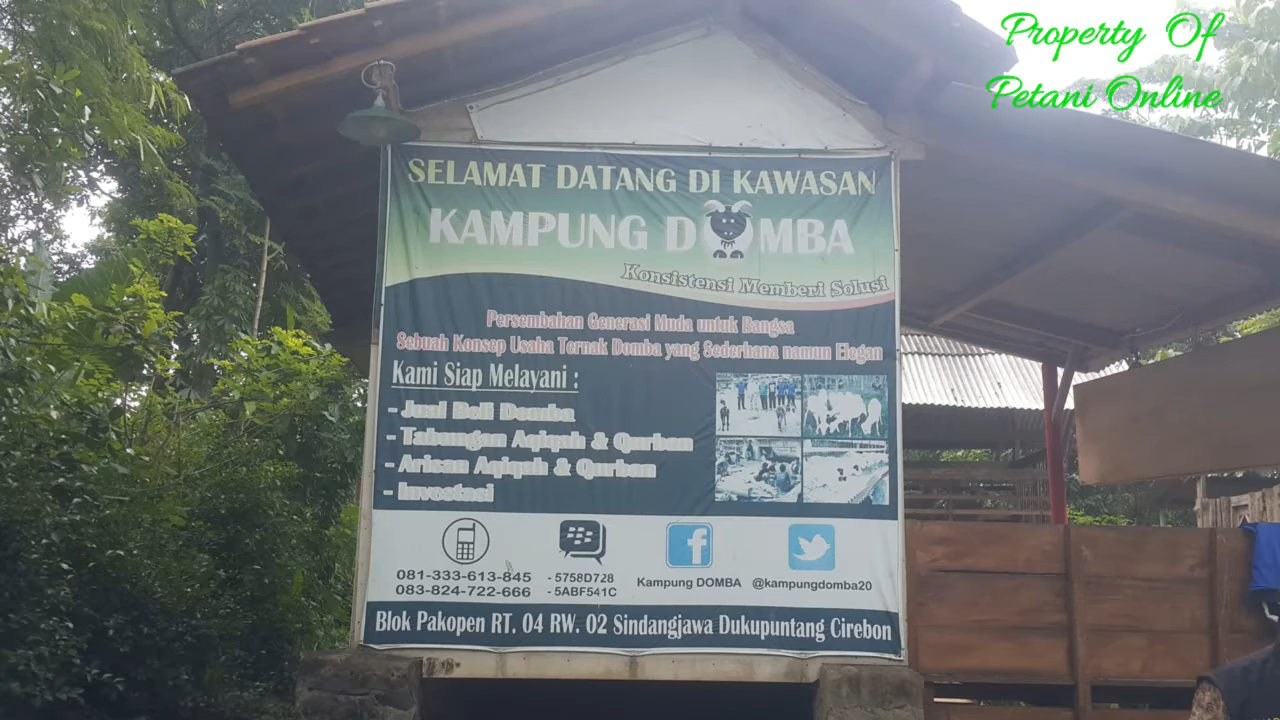 Property Of
Petani Online
SELAMAT DATANG DI KAWASAN
KAMPUNG DOMBA
Konsistensi Memberi Solusi
Persembahan Generasi Muda untuk Bangsa
Sebuah Konsep Usaha Ternak Domba yang Sederhana namun Elegan
Kami Siap Melayani :
- Jual Beli Domba
- Tabungan Aqiqah & Qurban
- Arisan Aqiqah & Qurban
- Investasi
081-333-613-845
083-824-722-666
- 5758D728
- 5ABF541C
Kampung DOMBA
@kampungdomba20
Blok Pakopen RT. 04 RW. 02 Sindangjawa Dukupuntang Cirebon